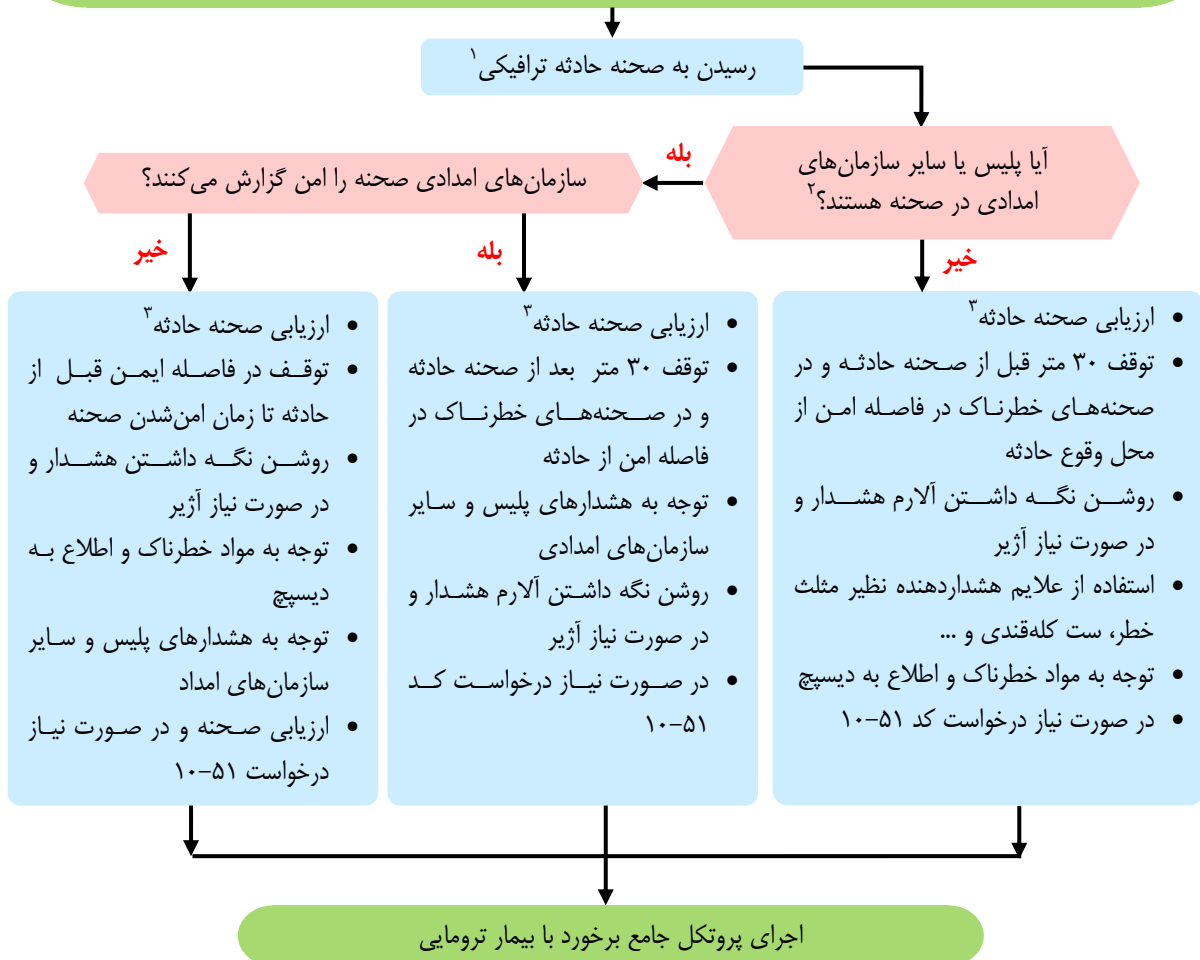 رسیدن به صحنه حادثه ترافیکی۱
آیا پلیس یا سایر سازمان‌های
امدادی در صحنه هستند؟۲
بله
سازمان‌های امدادی صحنه را امن گزارش می‌کنند؟
خیر
بله
خیر
• ارزیابی صحنه حادثه۳
• توقف ۳۰ متر قبل از صحنه حادثه و در
صحنه‌های خطرناک در فاصله امن از
محل وقوع حادثه
• روشن نگه داشتن آلارم هشدار و
در صورت نیاز آژیر
• استفاده از علایم هشداردهنده نظیر مثلث
خطر، ست کله‌قندی و ...
• توجه به مواد خطرناک و اطلاع به دیسپچ
• در صورت نیاز درخواست کد ۵۱-۱۰
• ارزیابی صحنه حادثه۳
• توقف ۳۰ متر بعد از صحنه حادثه
و در صحنه‌های خطرناک در
فاصله امن از حادثه
• توجه به هشدارهای پلیس و سایر
سازمان‌های امدادی
• روشن نگه داشتن آلارم هشدار و
در صورت نیاز آژیر
• در صورت نیاز درخواست کد
۵۱-۱۰
• ارزیابی صحنه حادثه۳
• توقف در فاصله ایمن قبل از
حادثه تا زمان امن‌شدن صحنه
• روشن نگه داشتن هشدار و
در صورت نیاز آژیر
• توجه به مواد خطرناک و اطلاع به
دیسپچ
• توجه به هشدارهای پلیس و سایر
سازمان‌های امداد
• ارزیابی صحنه و در صورت نیاز
درخواست ۵۱-۱۰
اجرای پروتکل جامع برخورد با بیمار ترومایی